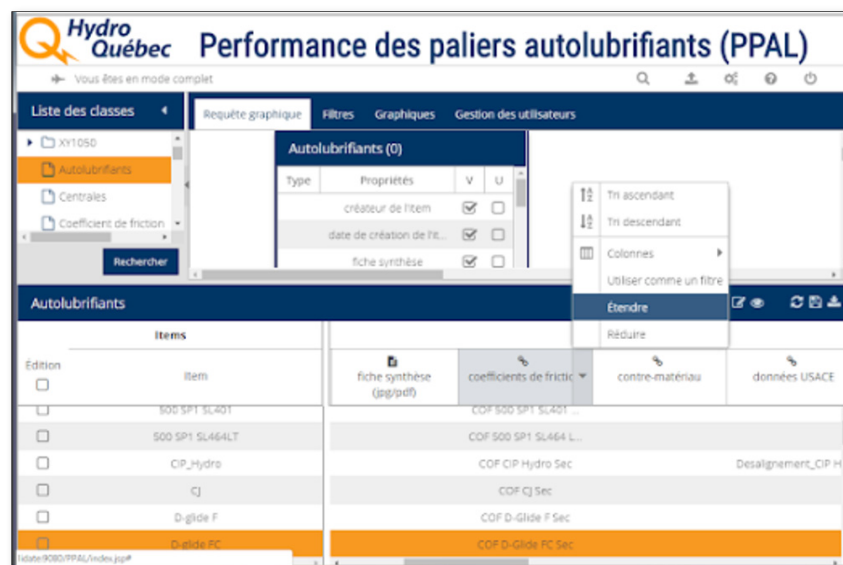 Hydro
Québec
Performance des paliers autolubrifiants (PPAL)
Vous êtes en mode complet
Liste des classes
Requête graphique Filtres Graphiques Gestion des utilisateurs
XY1050
Autolubrifiants
Centrales
Coefficient de friction
Rechercher
Autolubrifiants (0)
Type Propriétés V U
créateur de l'item
date de création de l'it...
fiche synthèse
Tri ascendant
Tri descendant
Colonnes
Utiliser comme un filtre
Étendre
Réduire
Autolubrifiants
Items
Édition
Item
fiche synthèse
(jpg/pdf)
coefficients de frictic
contre-matériau
données USACE
500 SP1 SL401 COF 500 SP1 SL401 ...
500 SP1 SL464LT COF 500 SP1 SL464 L...
CIP_Hydro COF CIP Hydro Sec Desalignement_CIP H
CJ COF CJ Sec
D-glide F COF D-Glide F Sec
D-glide FC COF D-Glide FC Sec
lidate:9080/PPAL/index.jsp#